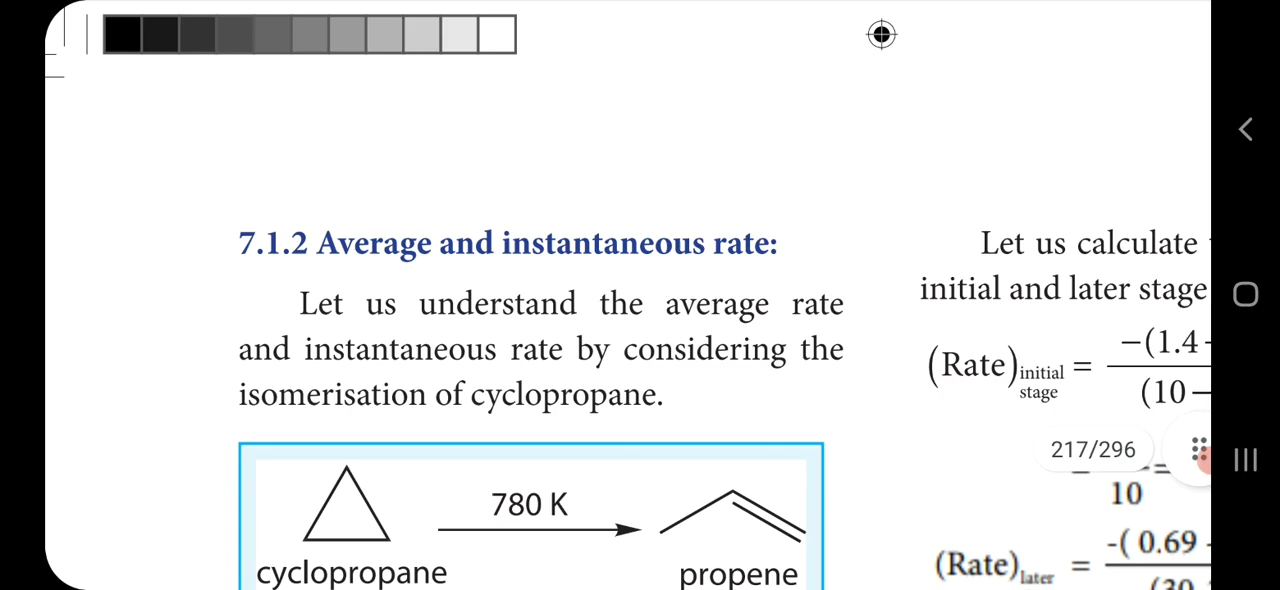 7.1.2 Average and instantaneous rate:
Let us understand the average rate
and instantaneous rate by considering the
isomerisation of cyclopropane.
780 K
cyclopropane
propene
Let us calculate
initial and later stage
(Rate)initial stage = −(1.4
(10 −
217/296
10
(Rate)later = -( 0.69
(30